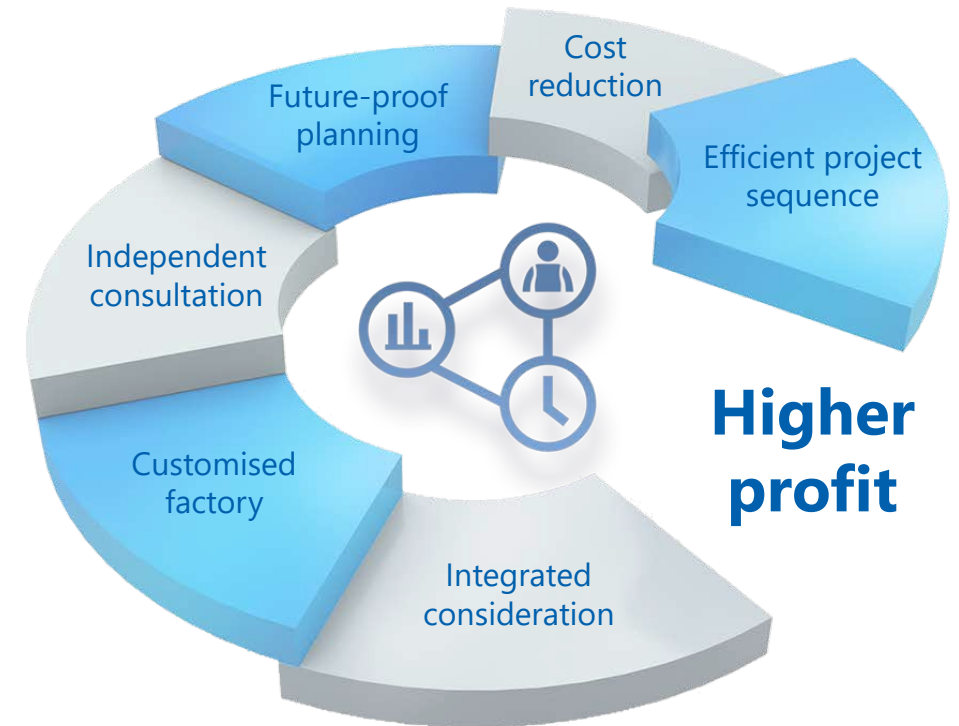 Cost
reduction
Future-proof
planning
Efficient project
sequence
Independent
consultation
Higher
profit
Customised
factory
Integrated
consideration